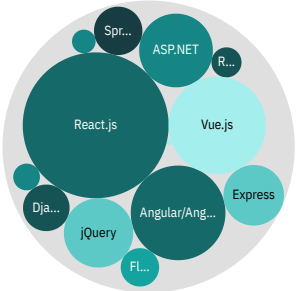 Spr...
ASP.NET
R...
React.js
Vue.js
Dja...
jQuery
Angular/Ang...
Express
Fl...